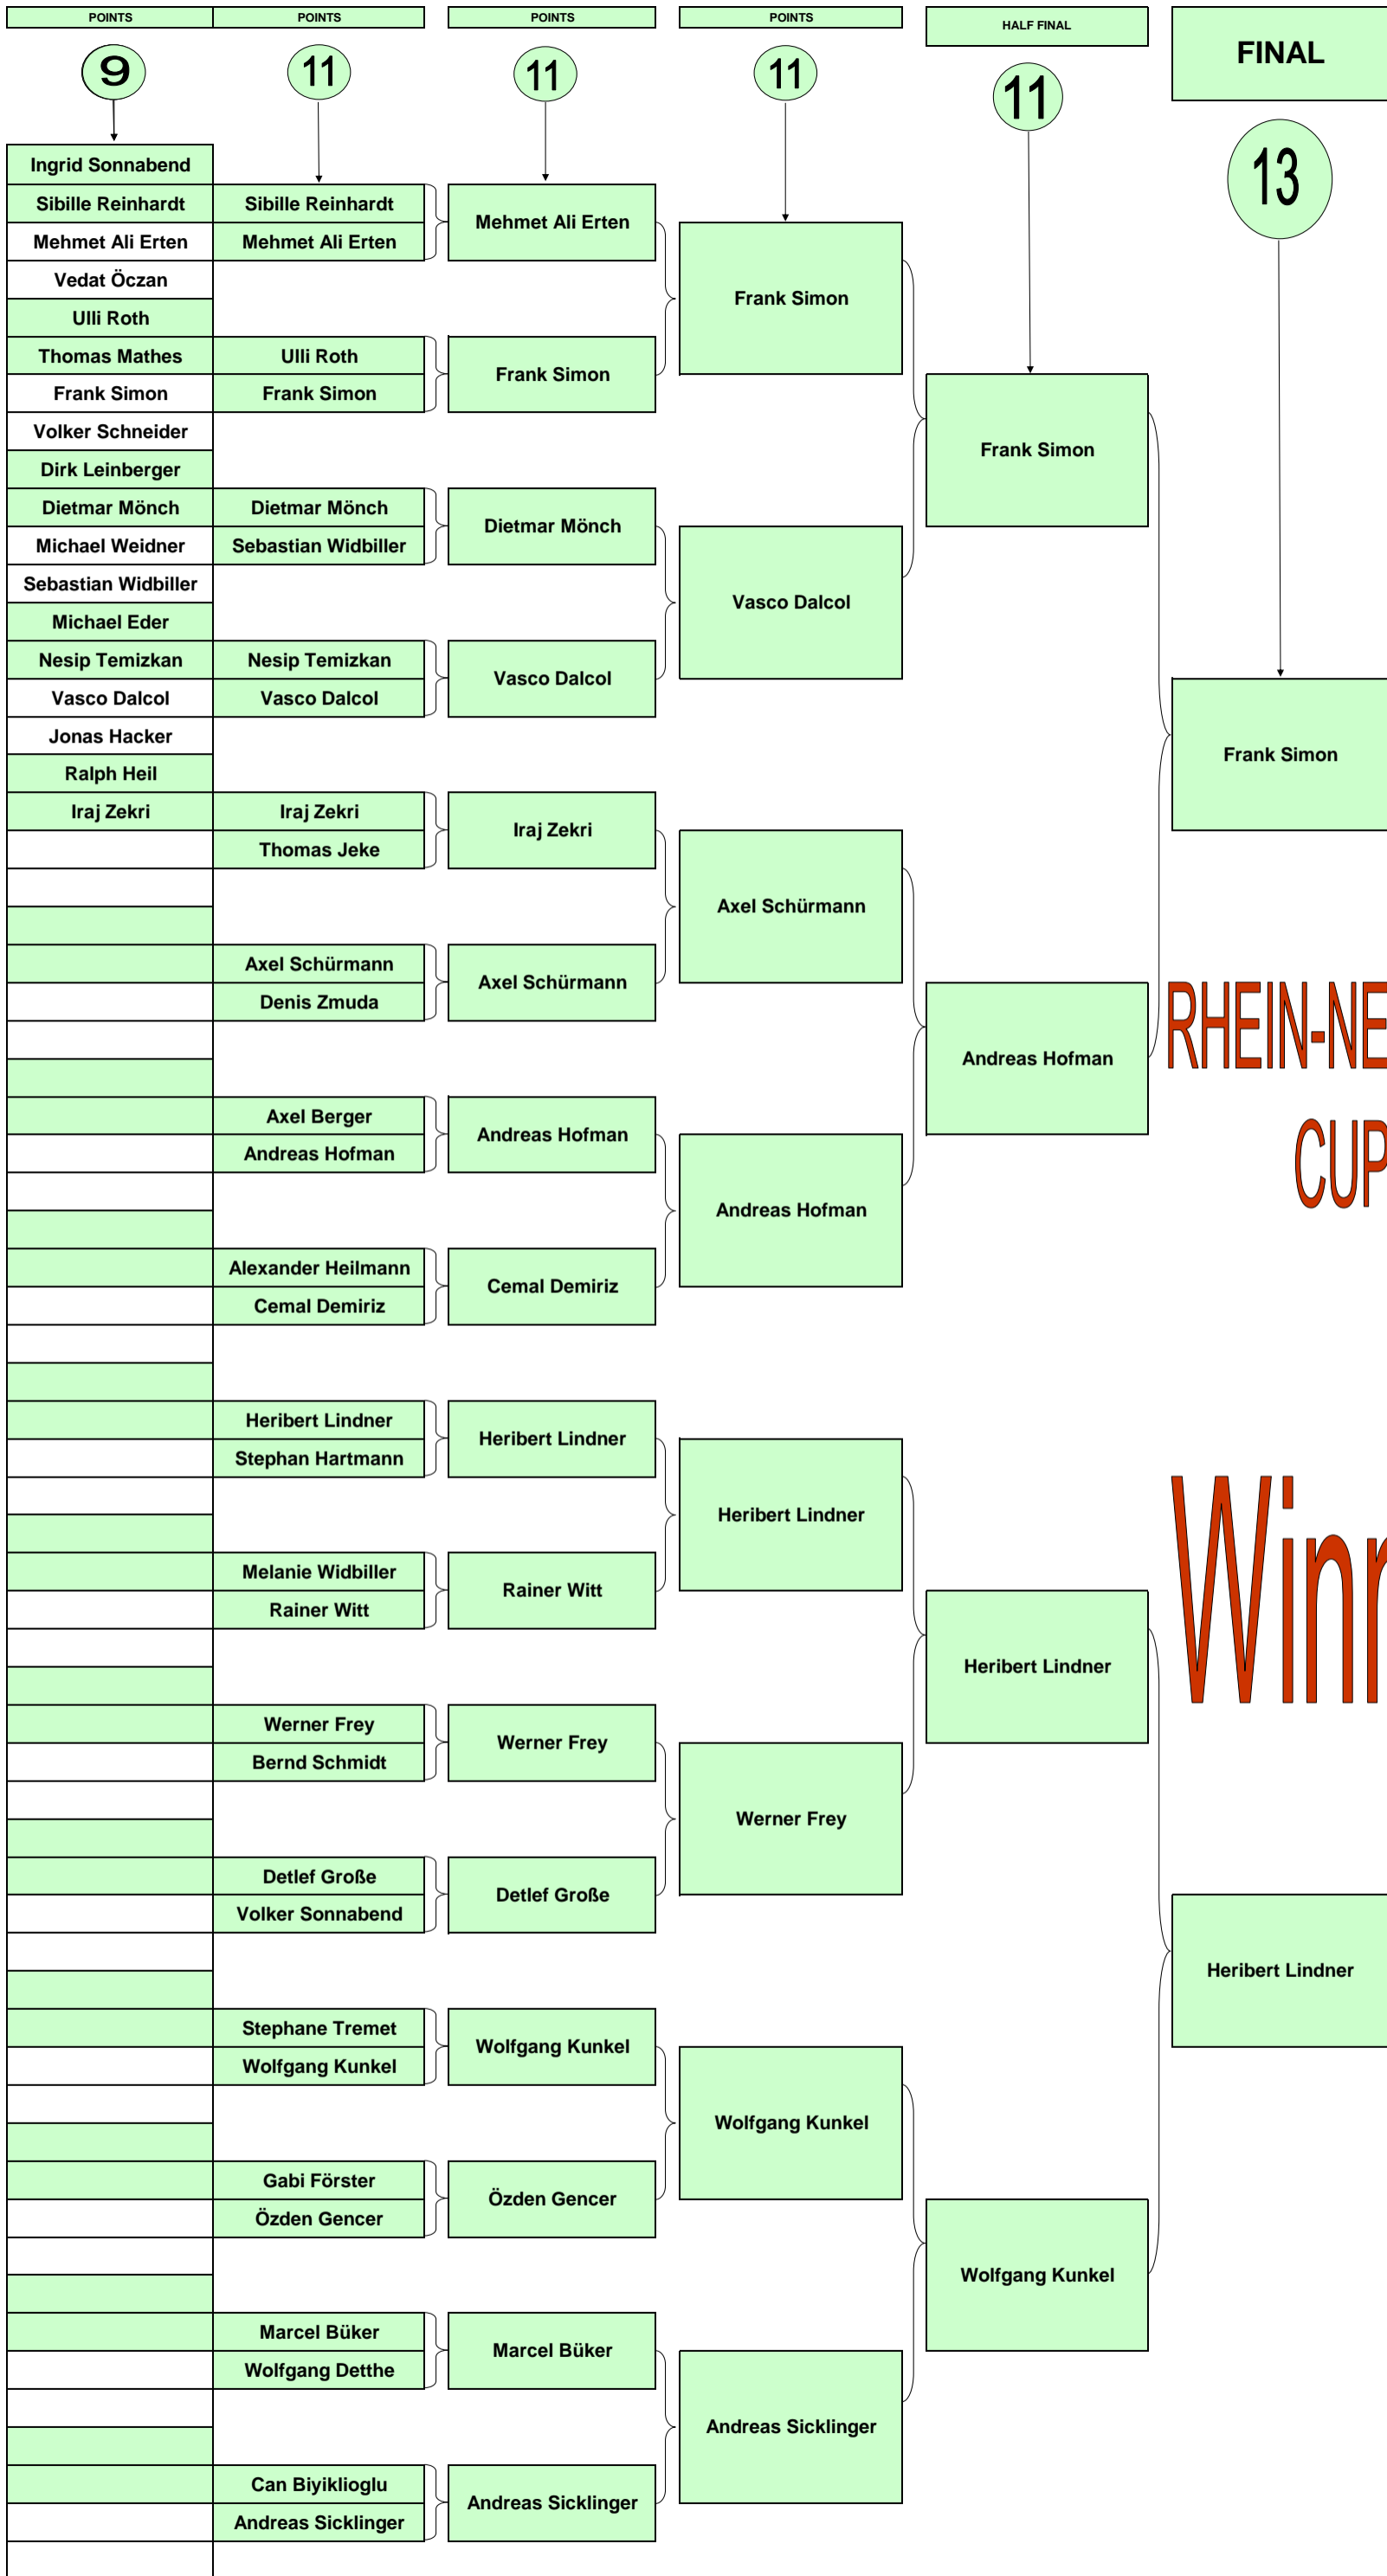 POINTS
POINTS
POINTS
POINTS
HALF FINAL
FINAL
9
11
11
11
11
13
Ingrid Sonnabend
Sibille Reinhardt
Mehmet Ali Erten
Vedat Öczan
Ulli Roth
Thomas Mathes
Frank Simon
Volker Schneider
Dirk Leinberger
Dietmar Mönch
Michael Weidner
Sebastian Widbiller
Michael Eder
Nesip Temizkan
Vasco Dalcol
Jonas Hacker
Ralph Heil
Iraj Zekri
Sibille Reinhardt
Mehmet Ali Erten
Ulli Roth
Frank Simon
Dietmar Mönch
Sebastian Widbiller
Nesip Temizkan
Vasco Dalcol
Iraj Zekri
Thomas Jeke
Axel Schürmann
Denis Zmuda
Axel Berger
Andreas Hofman
Alexander Heilmann
Cemal Demiriz
Heribert Lindner
Stephan Hartmann
Melanie Widbiller
Rainer Witt
Werner Frey
Bernd Schmidt
Detlef Große
Volker Sonnabend
Stephane Tremet
Wolfgang Kunkel
Gabi Förster
Özden Gencer
Marcel Büker
Wolfgang Detthe
Can Biyiklioglu
Andreas Sicklinger
Mehmet Ali Erten
Frank Simon
Dietmar Mönch
Vasco Dalcol
Iraj Zekri
Axel Schürmann
Andreas Hofman
Cemal Demiriz
Heribert Lindner
Rainer Witt
Werner Frey
Detlef Große
Wolfgang Kunkel
Özden Gencer
Marcel Büker
Andreas Sicklinger
Frank Simon
Vasco Dalcol
Axel Schürmann
Andreas Hofman
Heribert Lindner
Werner Frey
Wolfgang Kunkel
Andreas Sicklinger
Frank Simon
Andreas Hofman
Heribert Lindner
Wolfgang Kunkel
Frank Simon
RHEIN-NE
CUP
Heribert Lindner